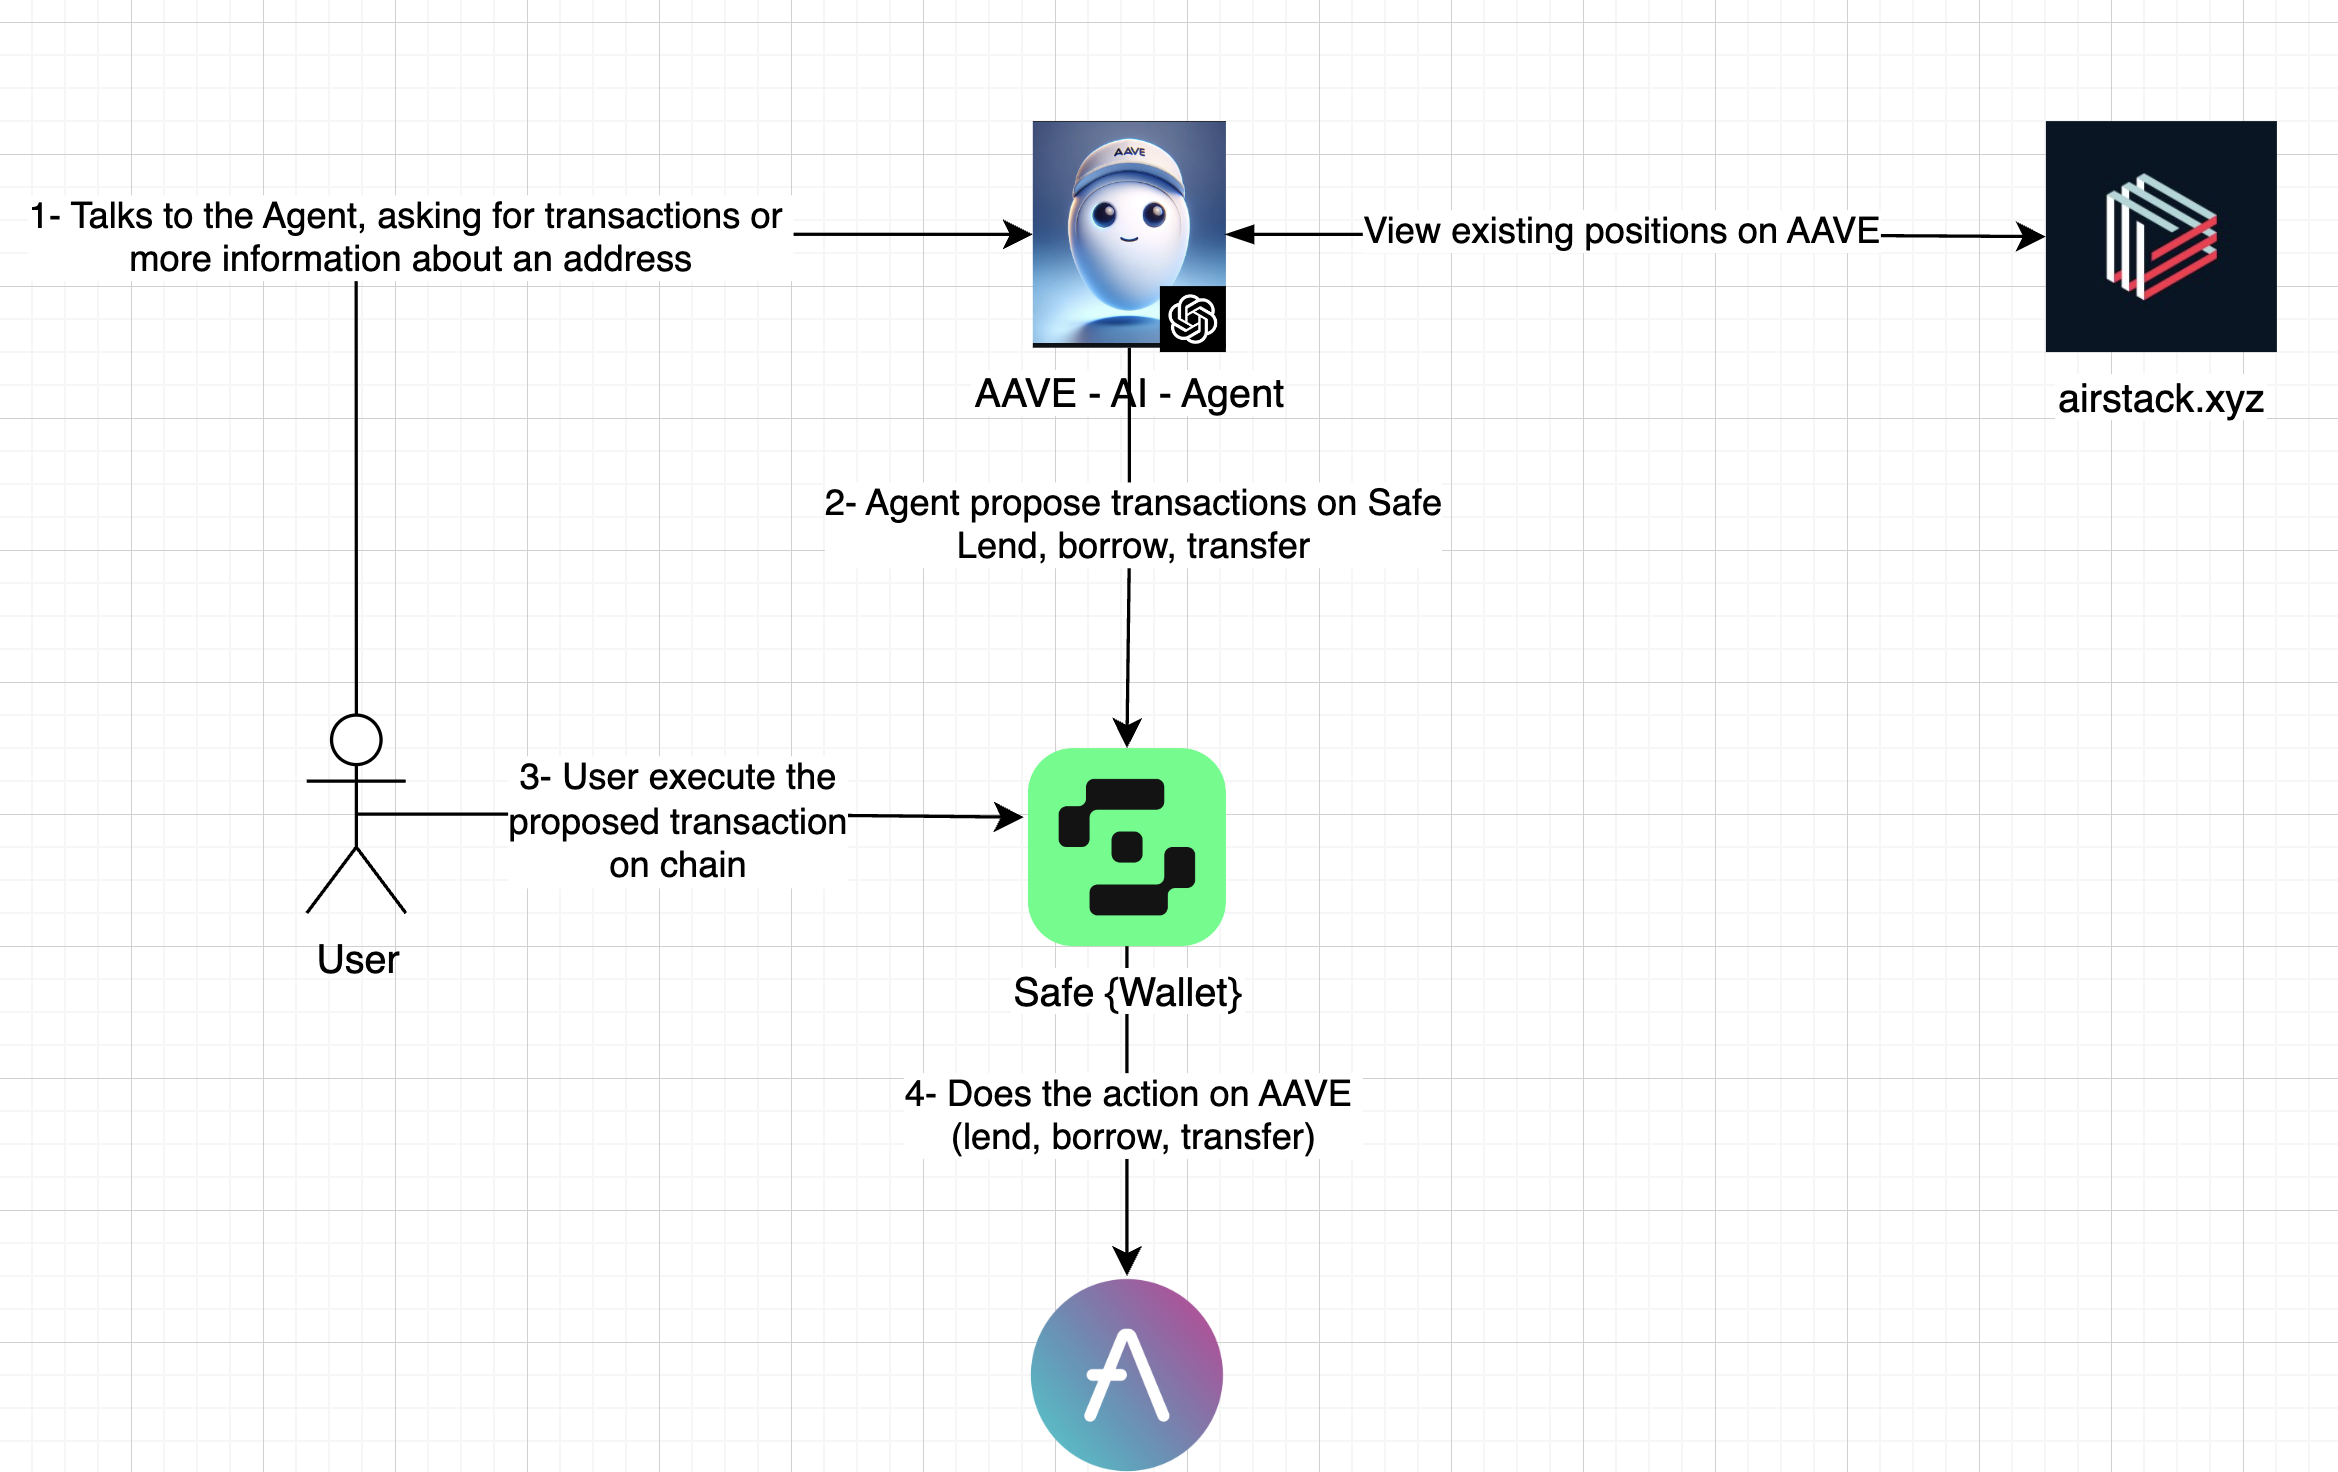 AAVE
1- Talks to the Agent, asking for transactions or
more information about an address
View existing positions on AAVE
AAVE - AI - Agent
airstack.xyz
2- Agent propose transactions on Safe
Lend, borrow, transfer
3- User execute the
proposed transaction
on chain
User
Safe {Wallet}
4- Does the action on AAVE
(lend, borrow, transfer)